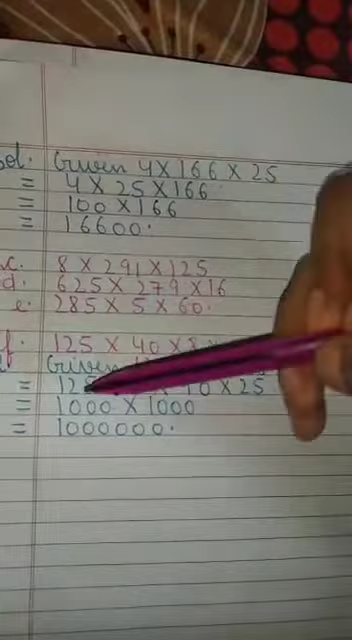 sol. Given 4 X 166 X 25
= 4 X 25 X 166
= 100 X 166
= 16600.
c. 8 X 291 X 125
d. 625 X 279 X 16
e. 285 X 5 X 60.
f. 125 X 40 X 8
Given
= 125 X 25
= 1000 X 1000
= 1000000.